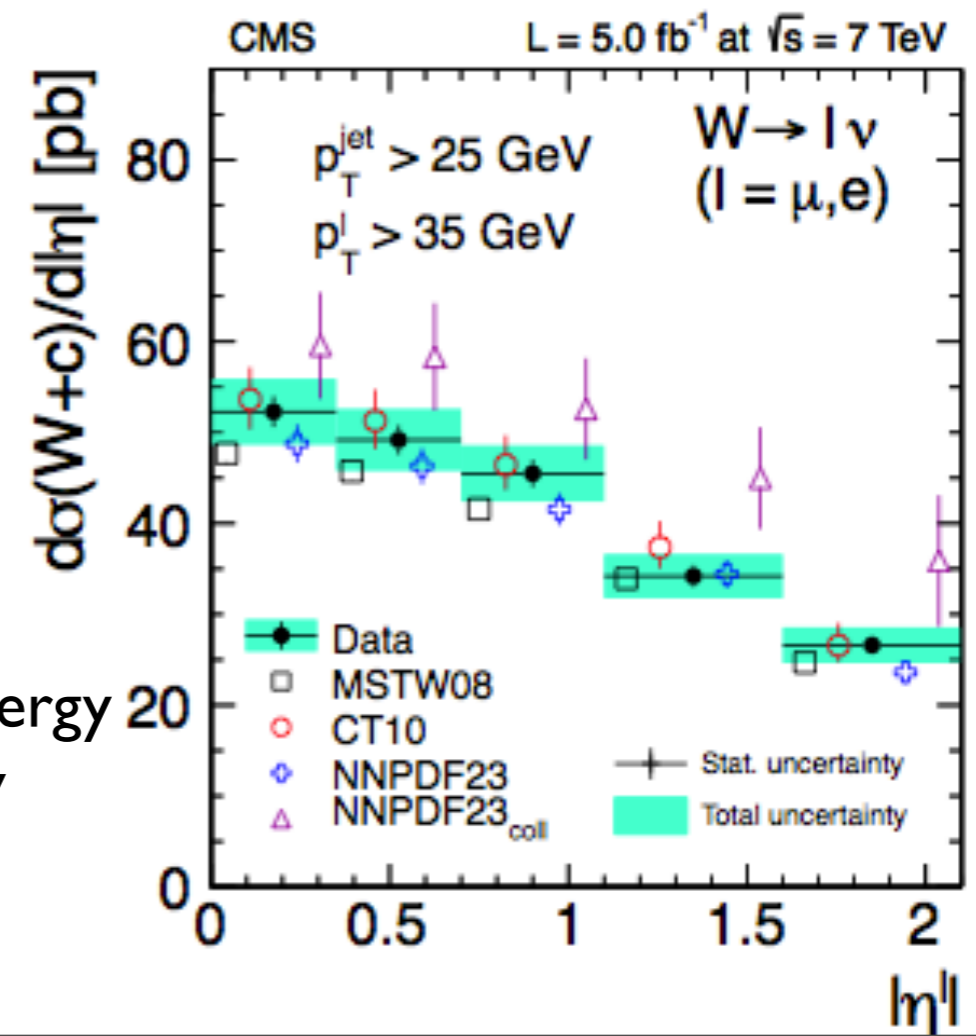 CMS L = 5.0 fb⁻¹ at √s = 7 TeV
dσ(W+c)/d|η| [pb]
80
60
40
20
0
p_T^jet > 25 GeV
p_T^l > 35 GeV
W→ l ν
(l = μ,e)
Data
MSTW08
CT10
NNPDF23
NNPDF23_coll
Stat. uncertainty
Total uncertainty
ergy
0 0.5 1 1.5 2
|η^l|